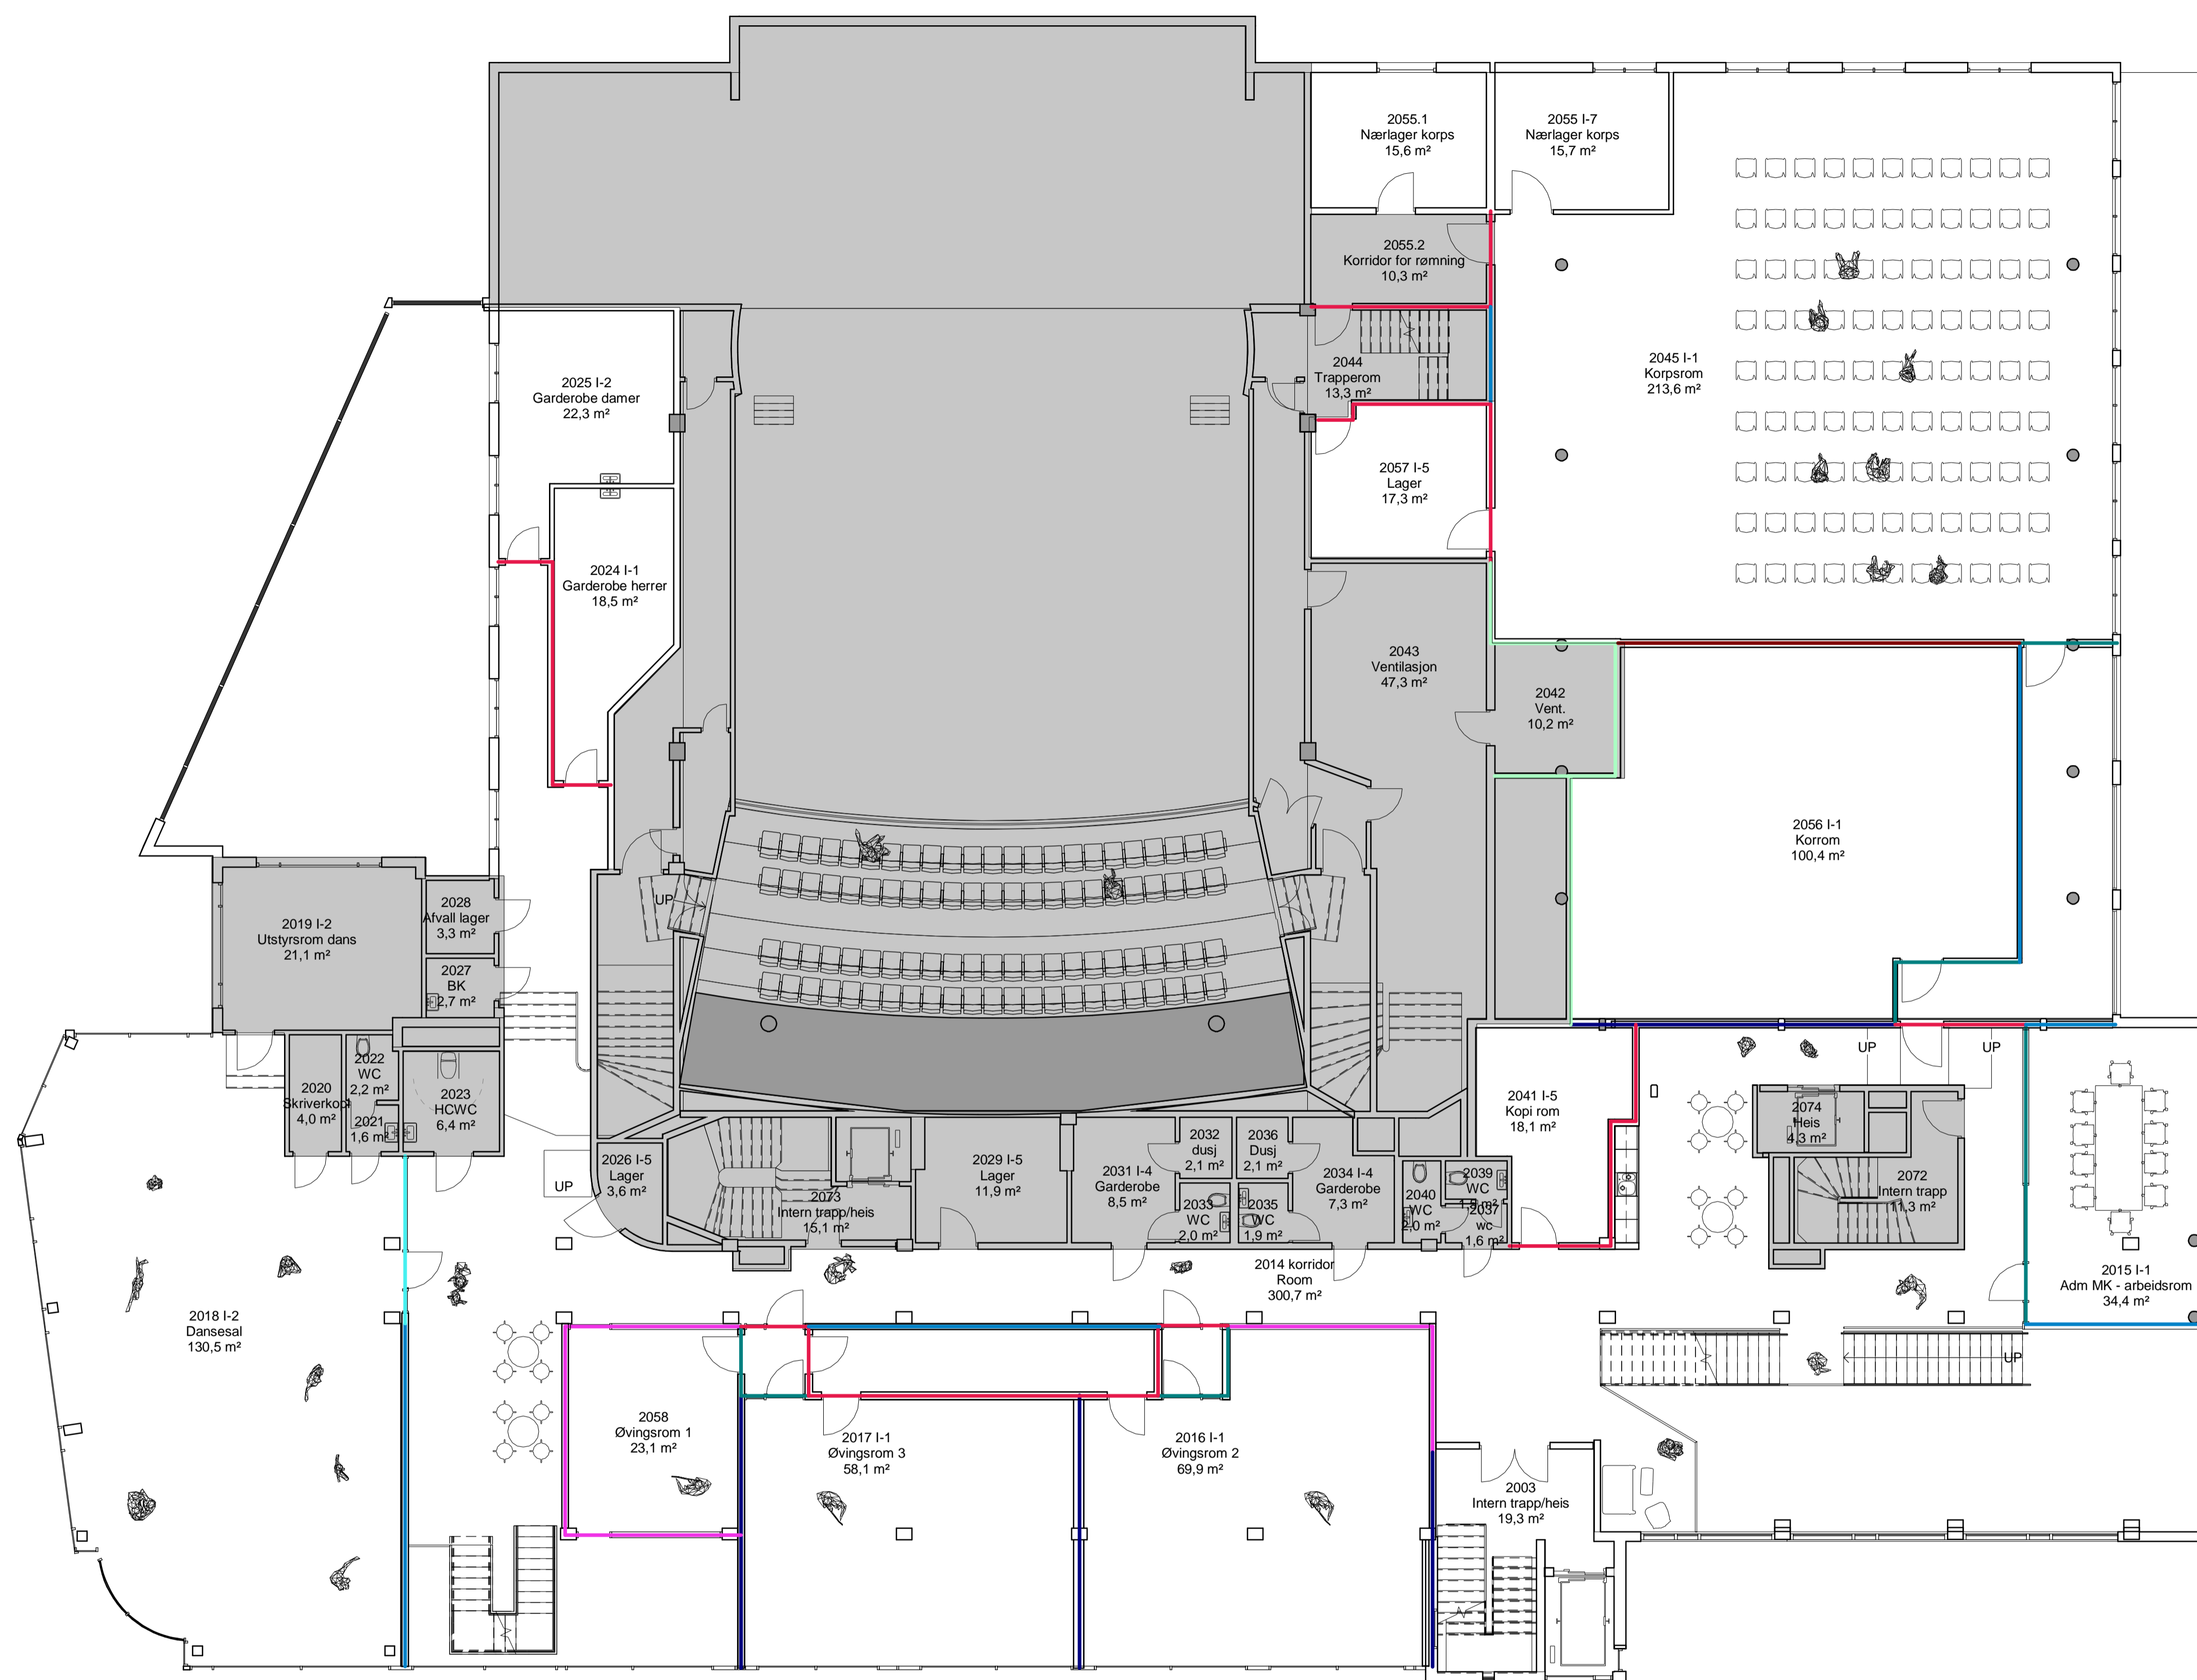 2055.1
Nærlager korps
15,6 m²
2055 I-7
Nærlager korps
15,7 m²
2055.2
Korridor for rømning
10,3 m²
2044
Trapperom
13,3 m²
2045 I-1
Korpsrom
213,6 m²
2025 I-2
Garderobe damer
22,3 m²
2057 I-5
Lager
17,3 m²
2024 I-1
Garderobe herrer
18,5 m²
2043
Ventilasjon
47,3 m²
2042
Vent.
10,2 m²
2056 I-1
Korrom
100,4 m²
UP
2028
Afvall lager
3,3 m²
2019 I-2
Utstyrsrom dans
21,1 m²
2027
BK
2,7 m²
2022
WC
2,2 m²
2020
Skriverkopi
4,0 m²
2021
1,6 m²
2023
HCWC
6,4 m²
UP
UP
2041 I-5
Kopi rom
18,1 m²
2074
Heis
4,3 m²
2026 I-5
Lager
3,6 m²
UP
2073
Intern trapp/heis
15,1 m²
2029 I-5
Lager
11,9 m²
2031 I-4
Garderobe
8,5 m²
2032
dusj
2,1 m²
2036
Dusj
2,1 m²
2033
WC
2,0 m²
2035
WC
1,9 m²
2034 I-4
Garderobe
7,3 m²
2040
WC
2,0 m²
2039
WC
2037
wc
1,6 m²
2072
Intern trapp
11,3 m²
2014 korridor
Room
300,7 m²
2015 I-1
Adm MK - arbeidsrom
34,4 m²
2018 I-2
Dansesal
130,5 m²
UP
2058
Øvingsrom 1
23,1 m²
2017 I-1
Øvingsrom 3
58,1 m²
2016 I-1
Øvingsrom 2
69,9 m²
2003
Intern trapp/heis
19,3 m²